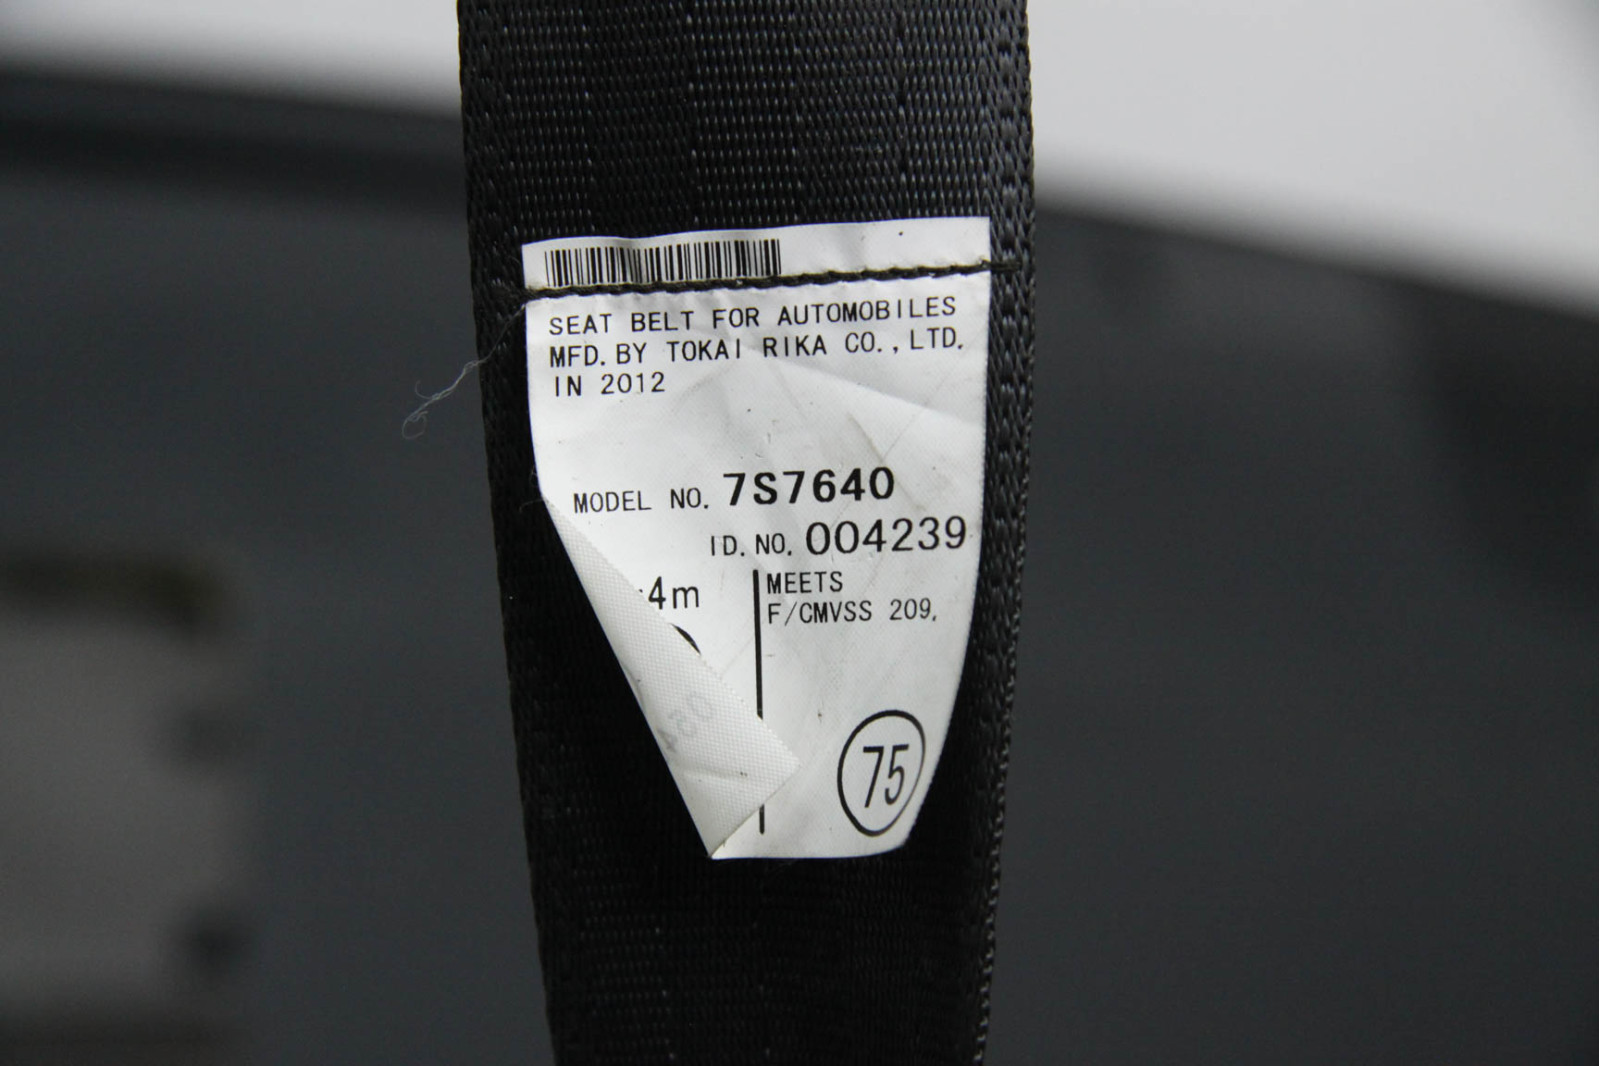 SEAT BELT FOR AUTOMOBILES
MFD. BY TOKAI RIKA CO., LTD.
IN 2012
MODEL NO. 7S7640
ID. NO. 004239
4m
MEETS
F/CMVSS 209.
75